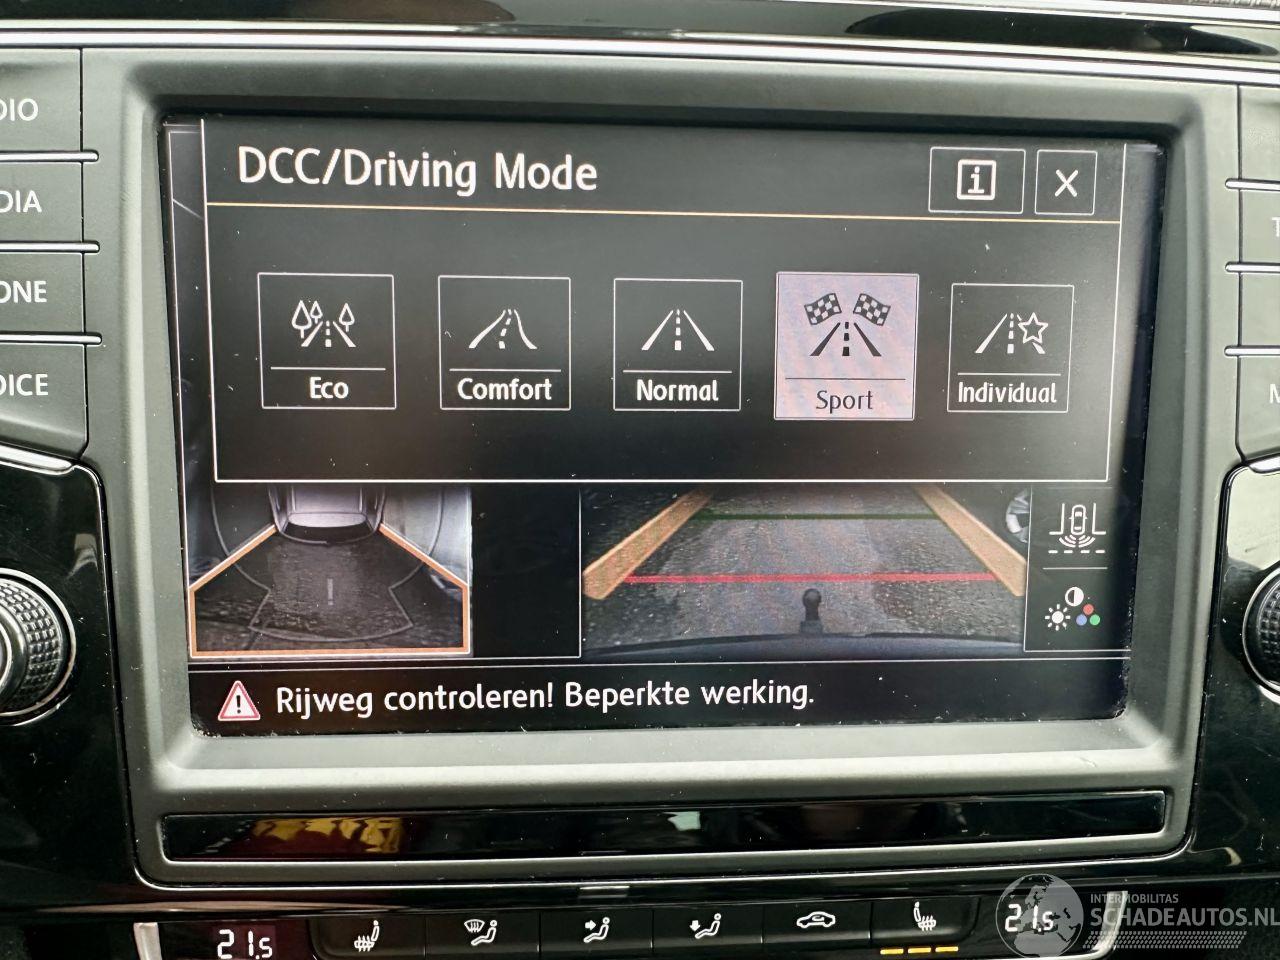 DIO
DIA
ONE
OICE
DCC/Driving Mode
i
X
Eco
Comfort
Normal
Sport
Individual
T
M
Rijweg controleren! Beperkte werking.
21.5
21.5
INTERMOBILITAS
SCHADEAUTOS.NL